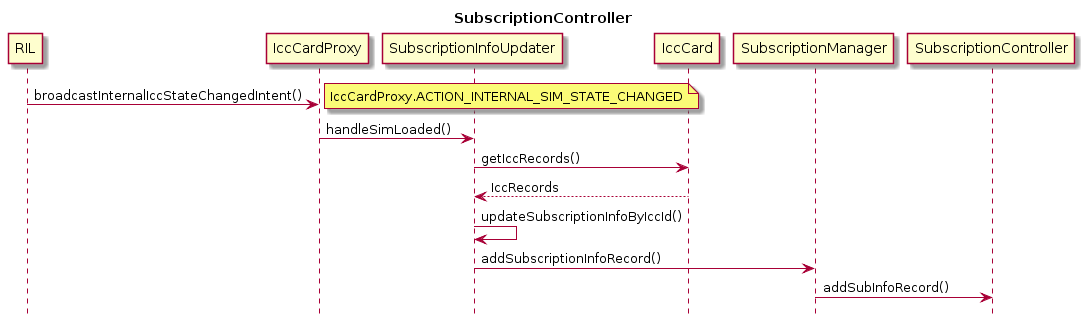 SubscriptionController
RIL
IccCardProxy
SubscriptionInfoUpdater
IccCard
SubscriptionManager
SubscriptionController
broadcastInternalIccStateChangedIntent()
IccCardProxy.ACTION_INTERNAL_SIM_STATE_CHANGED
handleSimLoaded()
getIccRecords()
IccRecords
updateSubscriptionInfoByIccId()
addSubscriptionInfoRecord()
addSubInfoRecord()